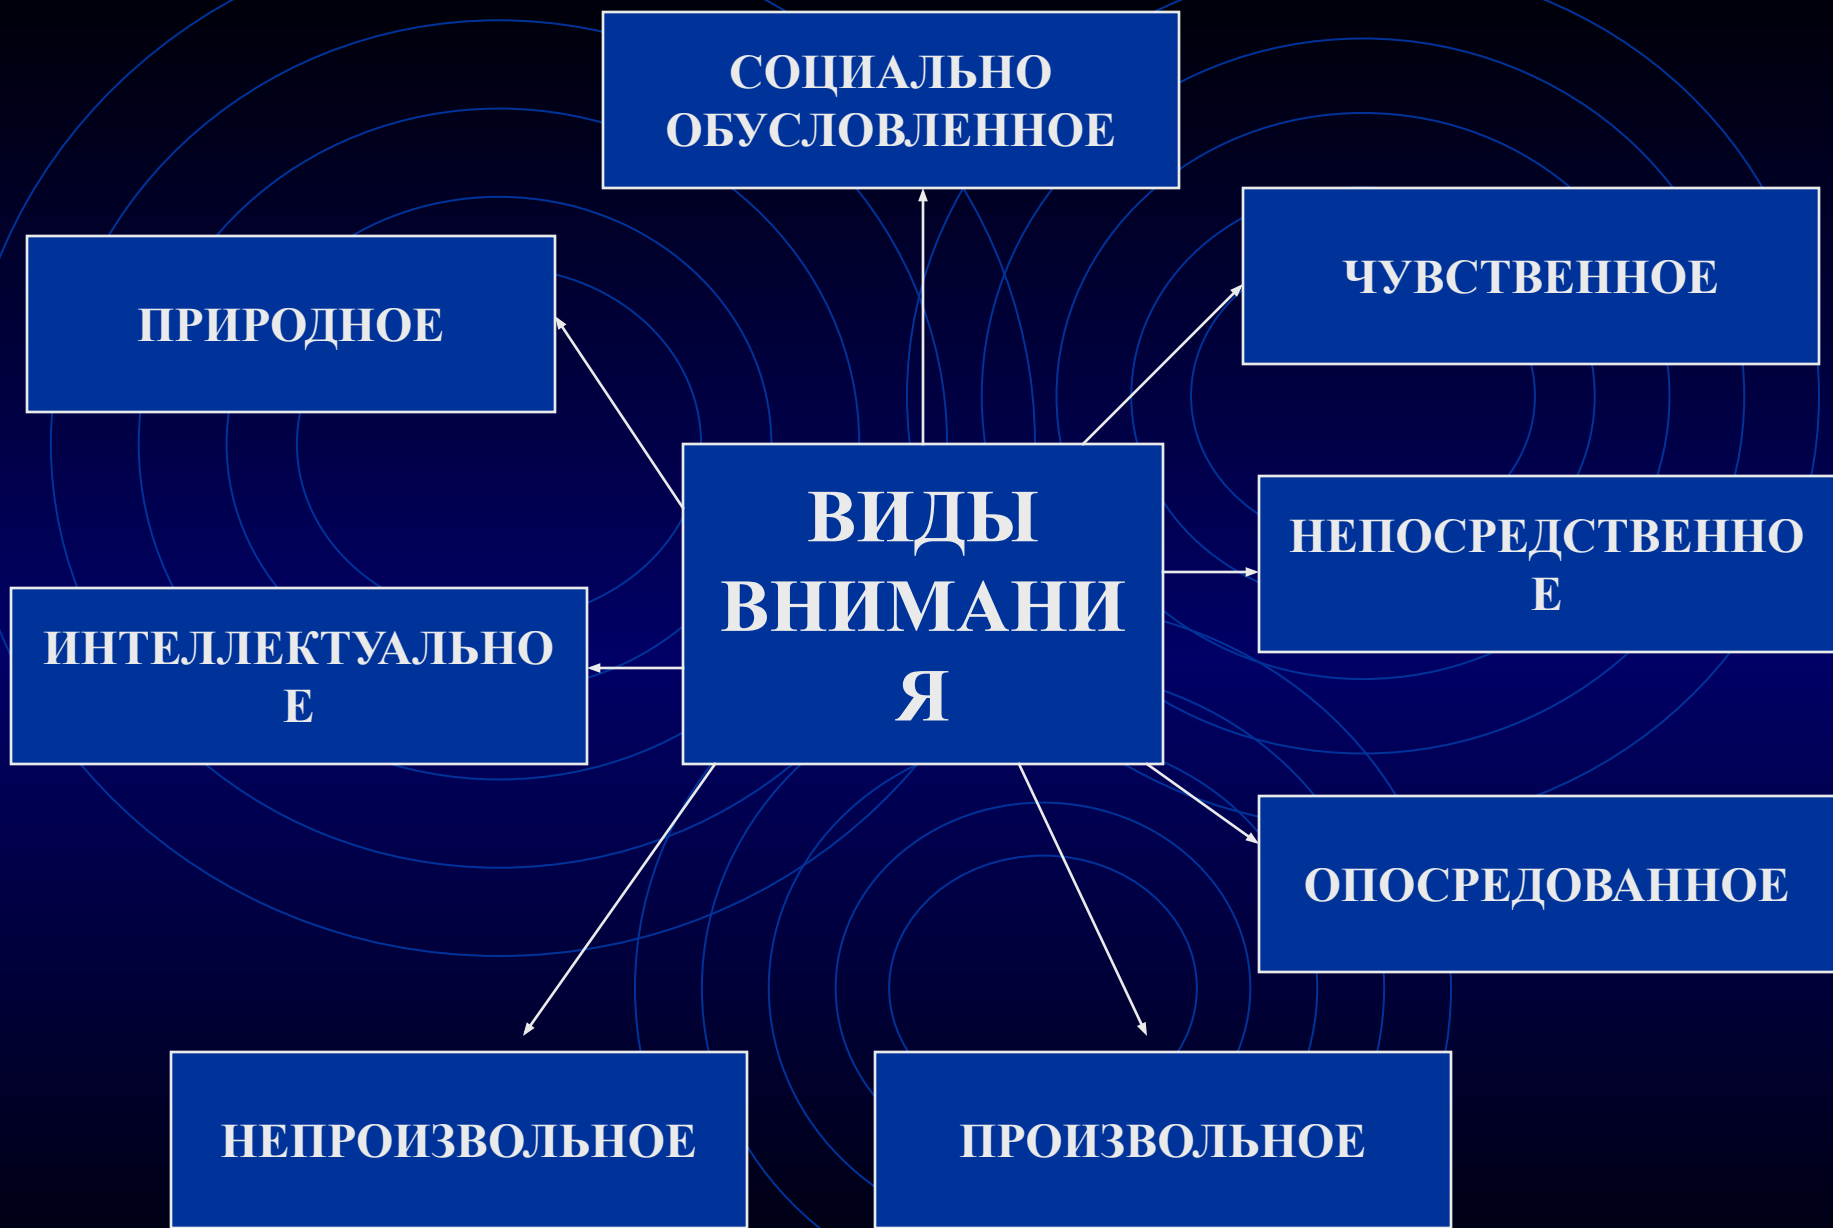 СОЦИАЛЬНО
ОБУСЛОВЛЕННОЕ
ЧУВСТВЕННОЕ
ПРИРОДНОЕ
ВИДЫ
ВНИМАНИ
Я
НЕПОСРЕДСТВЕННО
Е
ИНТЕЛЛЕКТУАЛЬНО
Е
ОПОСРЕДОВАННОЕ
НЕПРОИЗВОЛЬНОЕ
ПРОИЗВОЛЬНОЕ